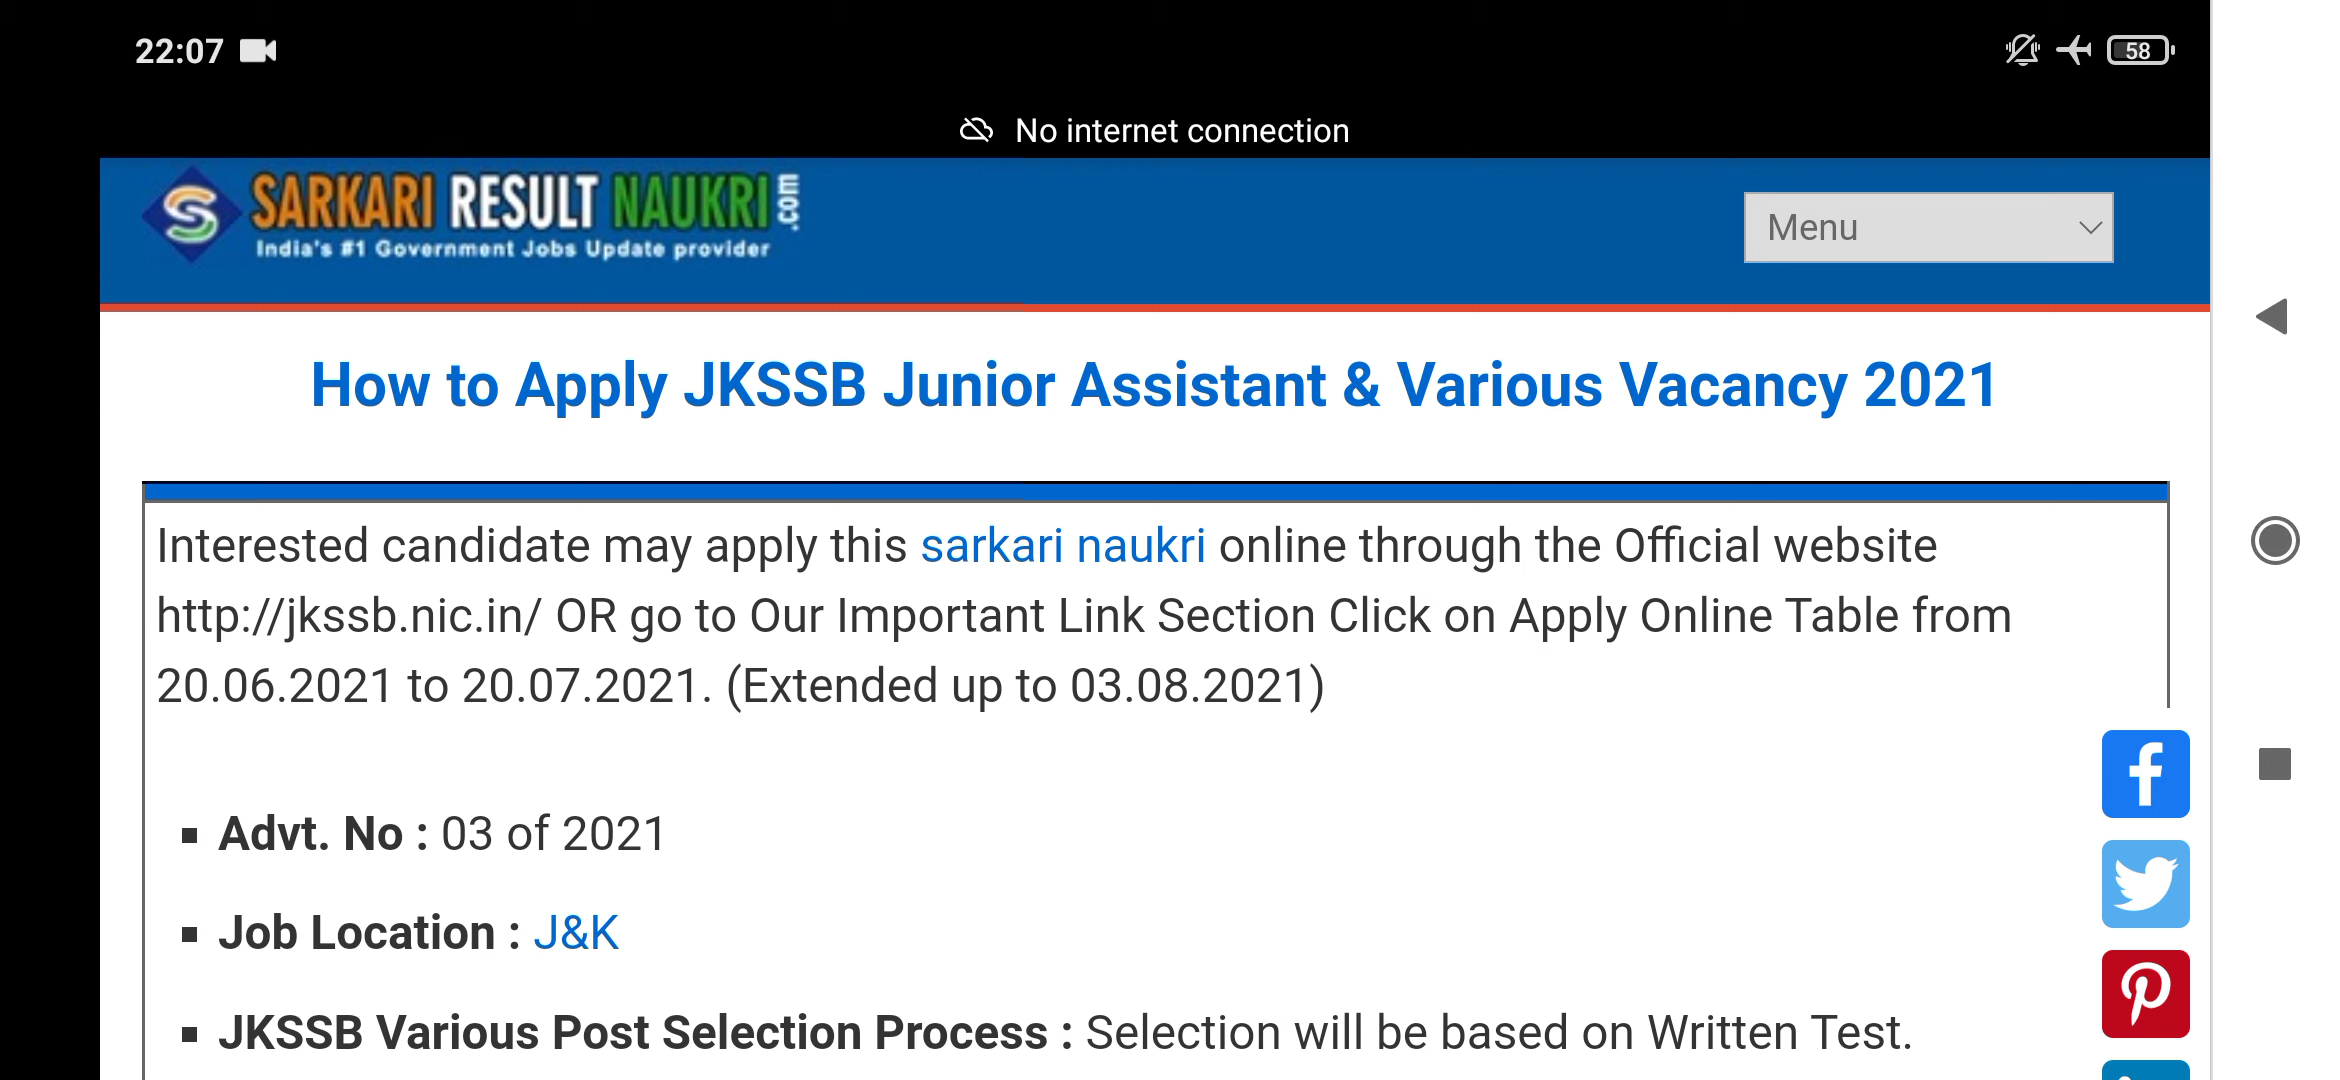 22:07
58
No internet connection
SARKARI RESULT NAUKRI .com
India's #1 Government Jobs Update provider
Menu
How to Apply JKSSB Junior Assistant & Various Vacancy 2021
Interested candidate may apply this sarkari naukri online through the Official website
http://jkssb.nic.in/ OR go to Our Important Link Section Click on Apply Online Table from
20.06.2021 to 20.07.2021. (Extended up to 03.08.2021)
Advt. No : 03 of 2021
Job Location : J&K
JKSSB Various Post Selection Process : Selection will be based on Written Test.